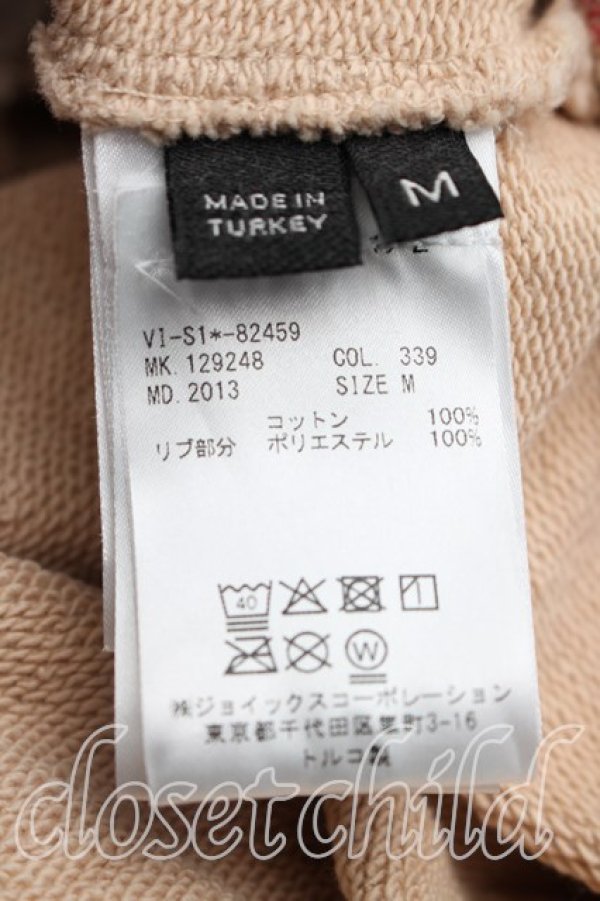 MADE IN
TURKEY
M
VI-S1*-82459
MK. 129248 COL. 339
MD. 2013 SIZE M
コットン 100%
リブ部分 ポリエステル 100%
40
1
W
㈱ジョイックスコーポレーション
東京都千代田区麹町3-16
トルコ製
closetchild